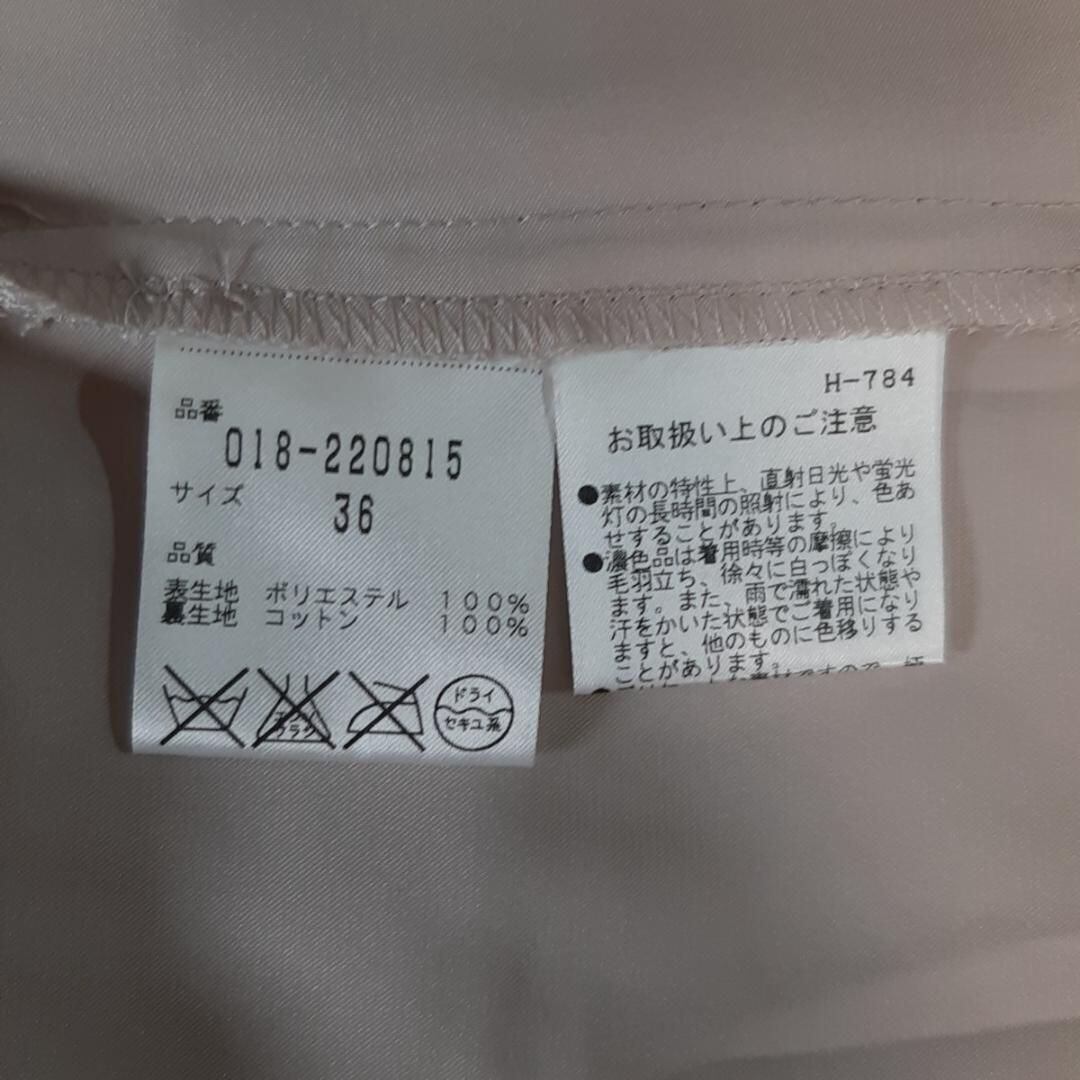 品番
018-220815
サイズ
36
品質
表生地 ポリエステル 100%
裏生地 コットン 100%
ドライ
セキユ系
H-784
お取扱い上のご注意
●素材の特性上、直射日光や蛍光
灯の長時間の照射により、色あ
せすることがあります。
●濃色品は着用時等の摩擦により
毛羽立ち、徐々に白っぽくなり
ます。また、雨で濡れた状態や
汗をかいた状態でご着用になり
ますと、他のものに色移りする
ことがあります。